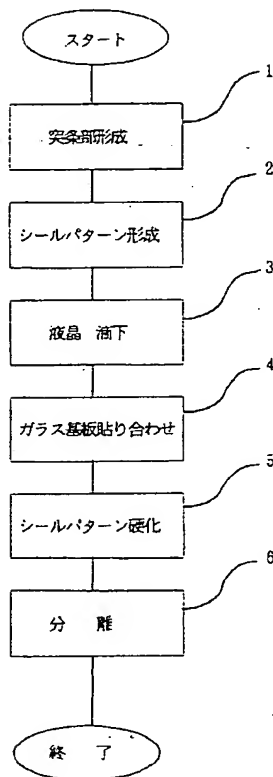 スタート
1
突条部形成
2
シールパターン形成
3
液晶 滴下
4
ガラス基板貼り合わせ
5
シールパターン硬化
6
分 離
終 了